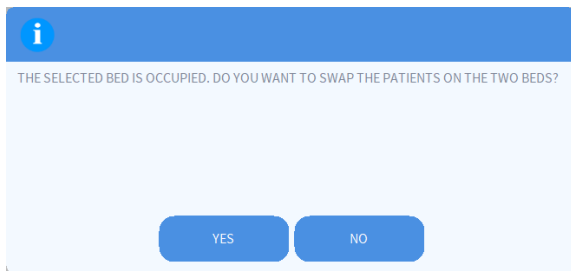 THE SELECTED BED IS OCCUPIED. DO YOU WANT TO SWAP THE PATIENTS ON THE TWO BEDS?
YES NO